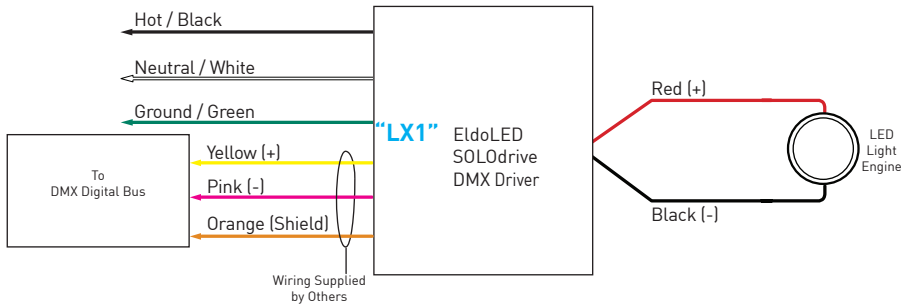 Hot / Black
Neutral / White
Ground / Green
To
DMX Digital Bus
Yellow (+)
Pink (-)
Orange (Shield)
Wiring Supplied
by Others
"LX1"
EldoLED
SOLOdrive
DMX Driver
Red (+)
Black (-)
LED
Light
Engine